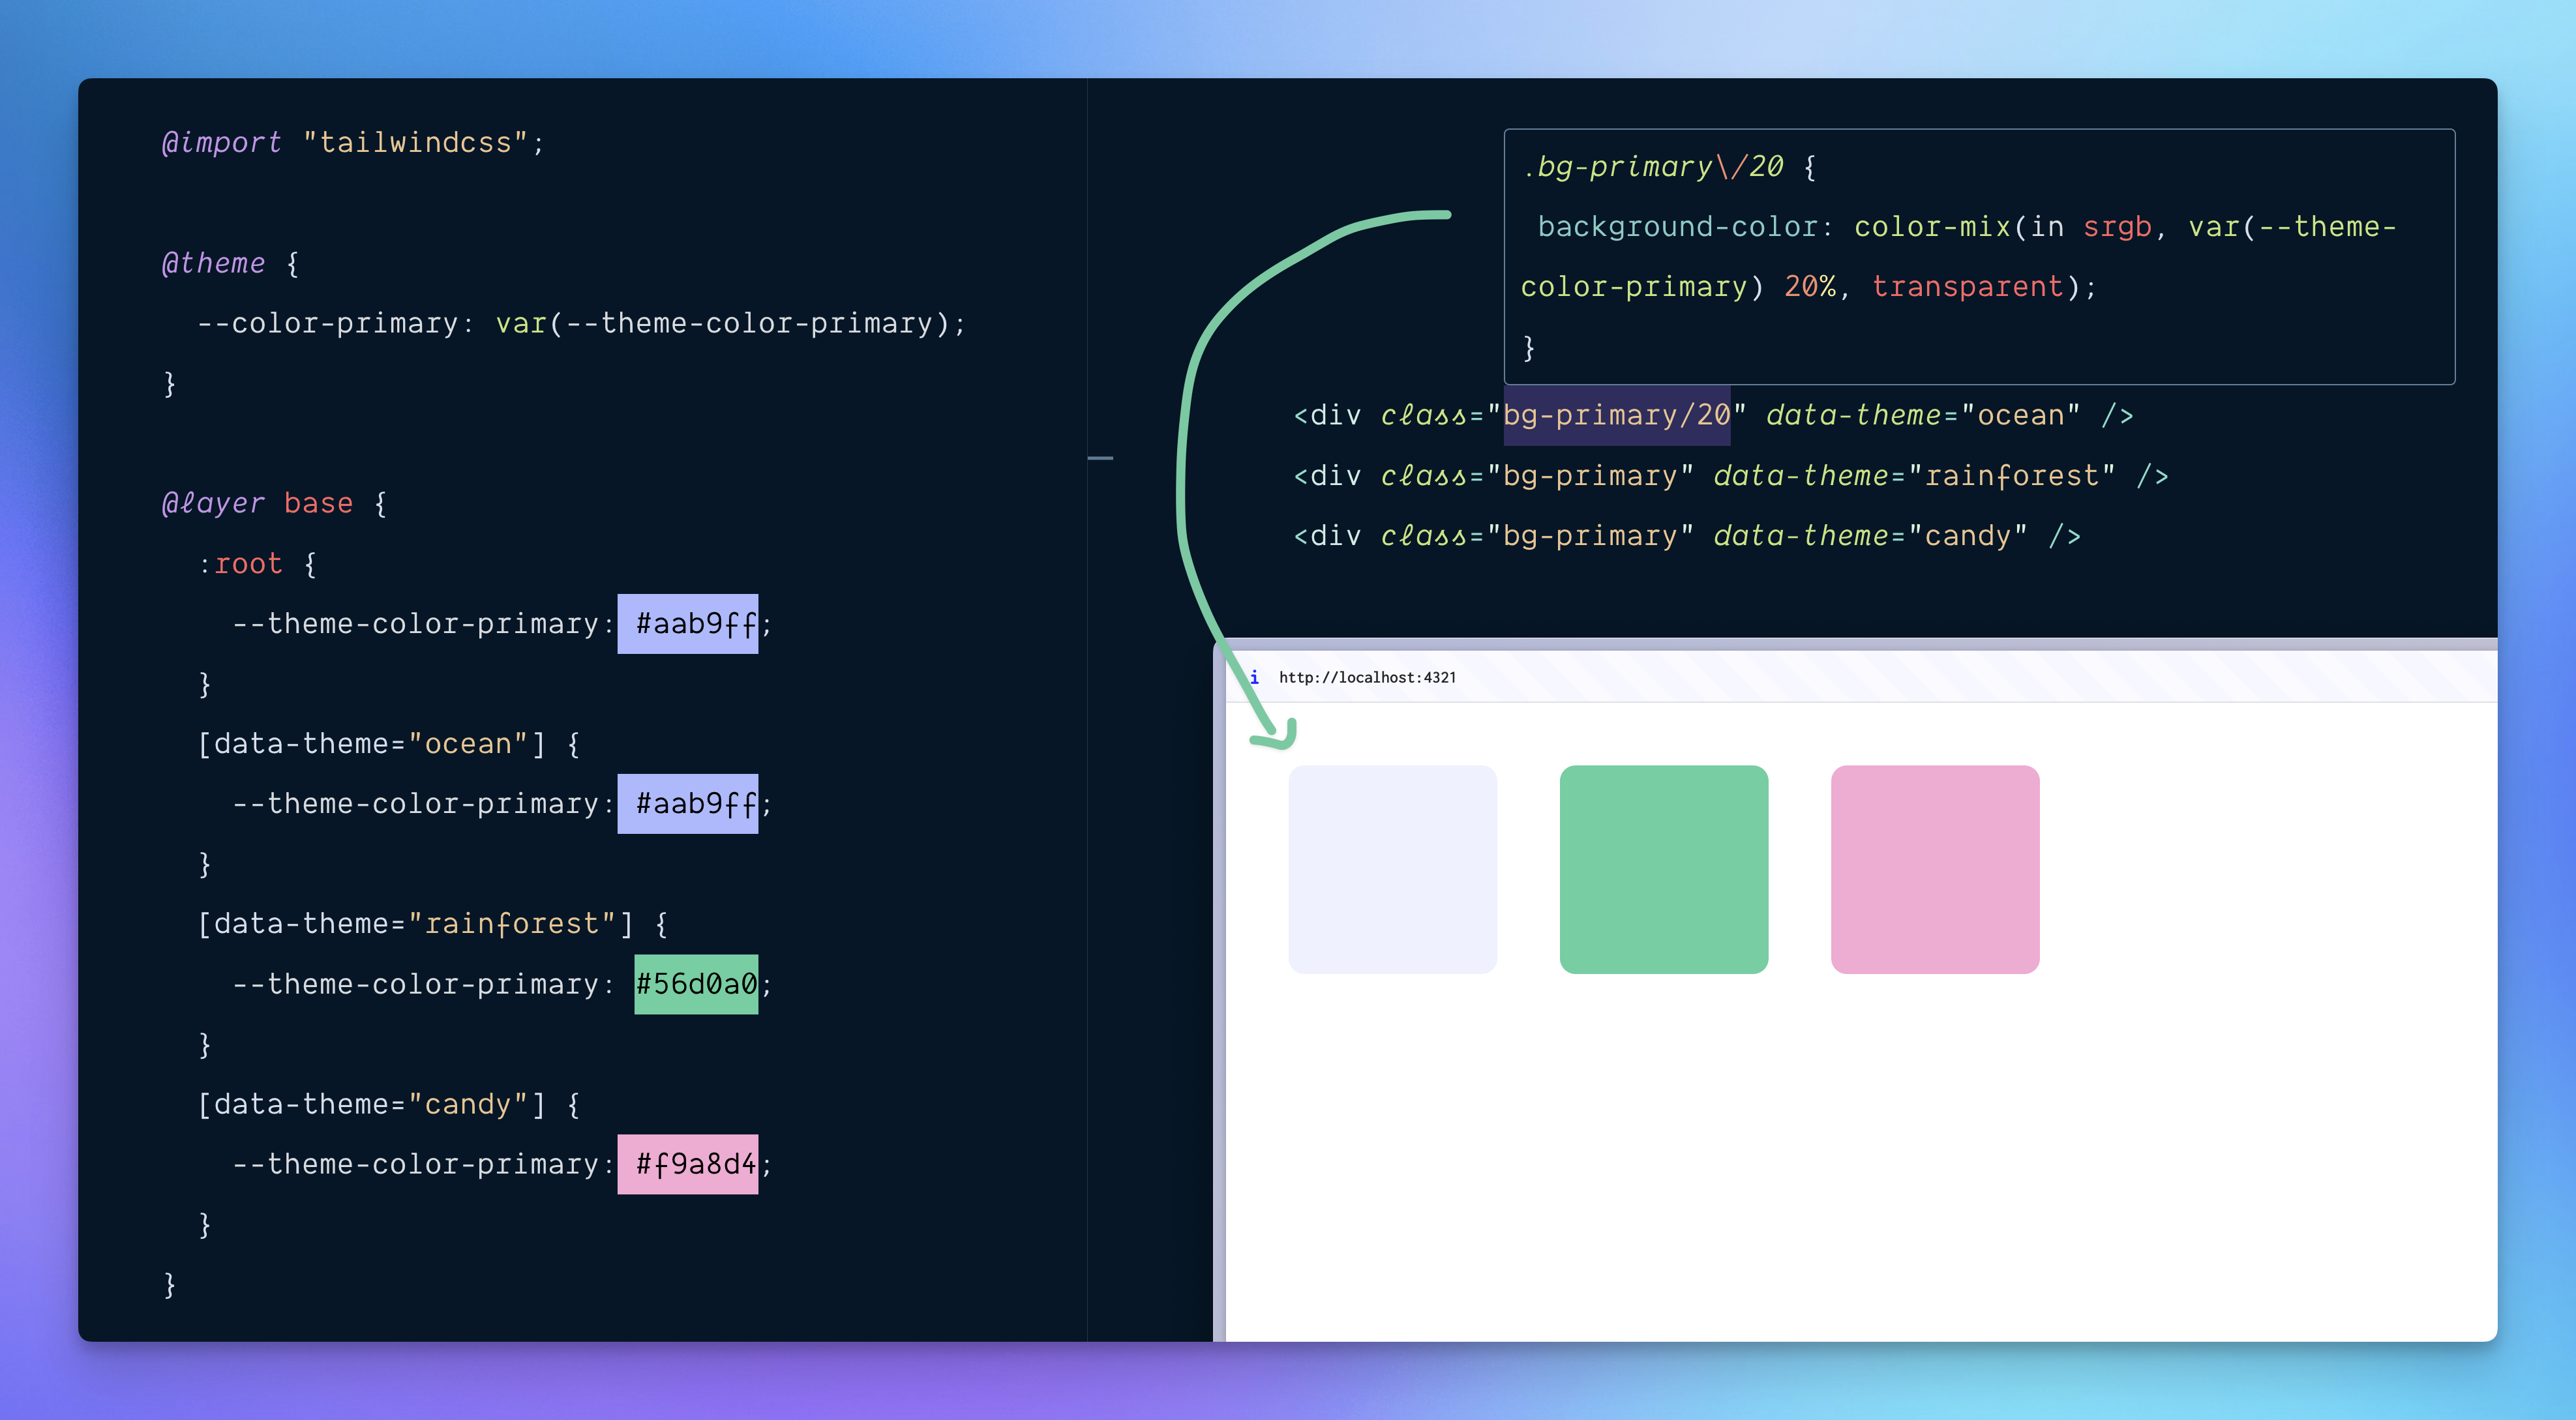 @import "tailwindcss";
@theme {
--color-primary: var(--theme-color-primary);
}
@layer base {
:root {
--theme-color-primary: #aab9ff;
}
[data-theme="ocean"] {
--theme-color-primary: #aab9ff;
}
[data-theme="rainforest"] {
--theme-color-primary: #56d0a0;
}
[data-theme="candy"] {
--theme-color-primary: #f9a8d4;
}
}
.bg-primary\/20 {
background-color: color-mix(in srgb, var(--theme-
color-primary) 20%, transparent);
}
<div class="bg-primary/20" data-theme="ocean" />
<div class="bg-primary" data-theme="rainforest" />
<div class="bg-primary" data-theme="candy" />
i http://localhost:4321